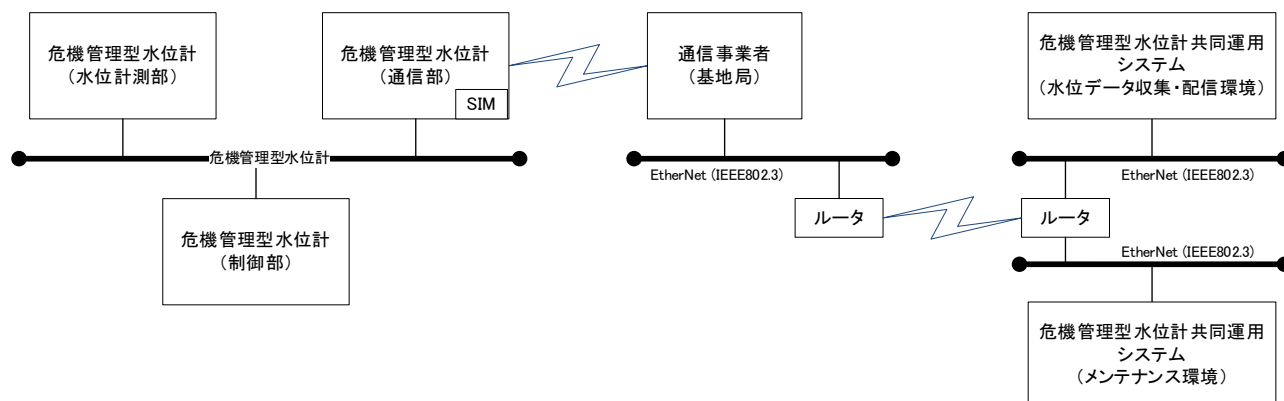 危機管理型水位計
（水位計測部）
危機管理型水位計
（通信部）
SIM
通信事業者
（基地局）
危機管理型水位計共同運用
システム
（水位データ収集・配信環境）
危機管理型水位計
EtherNet (IEEE802.3)
EtherNet (IEEE802.3)
危機管理型水位計
（制御部）
ルータ
ルータ
EtherNet (IEEE802.3)
危機管理型水位計共同運用
システム
（メンテナンス環境）